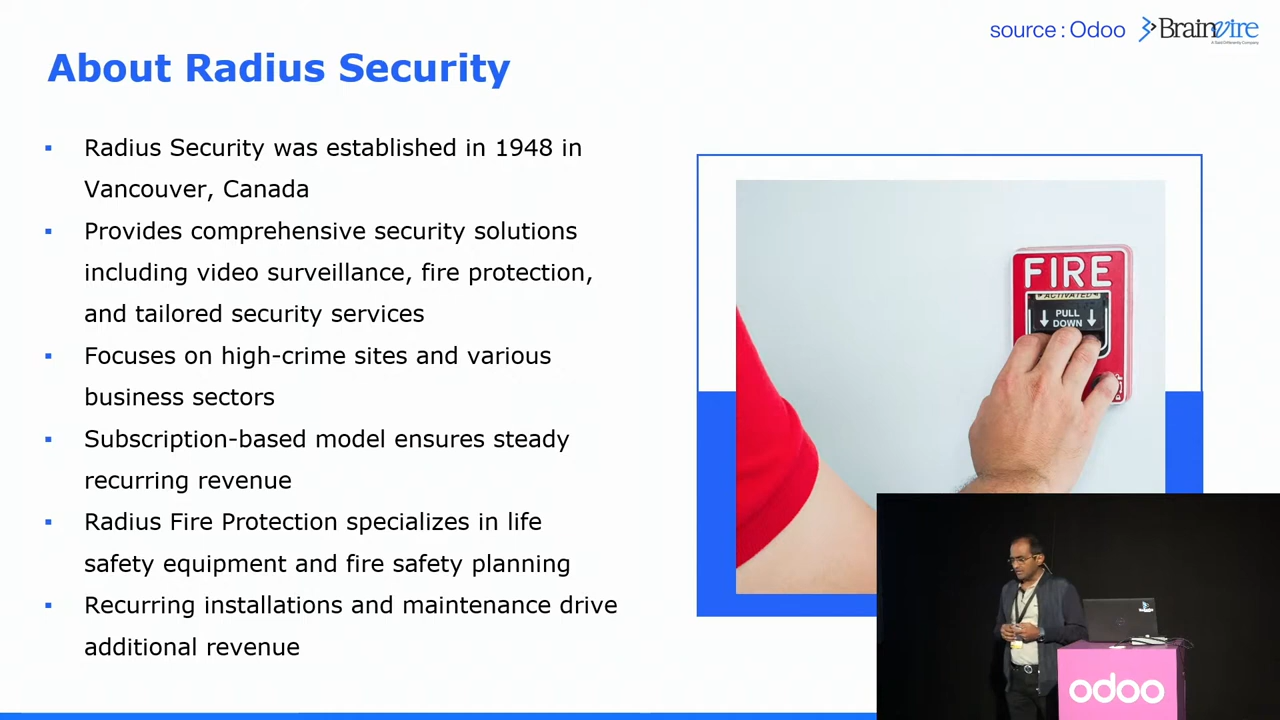 source : Odoo
Brainvire
About Radius Security
Radius Security was established in 1948 in
Vancouver, Canada
Provides comprehensive security solutions
including video surveillance, fire protection,
and tailored security services
Focuses on high-crime sites and various
business sectors
Subscription-based model ensures steady
recurring revenue
Radius Fire Protection specializes in life
safety equipment and fire safety planning
Recurring installations and maintenance drive
additional revenue
FIRE
ACTIVATED
PULL
DOWN
odoo